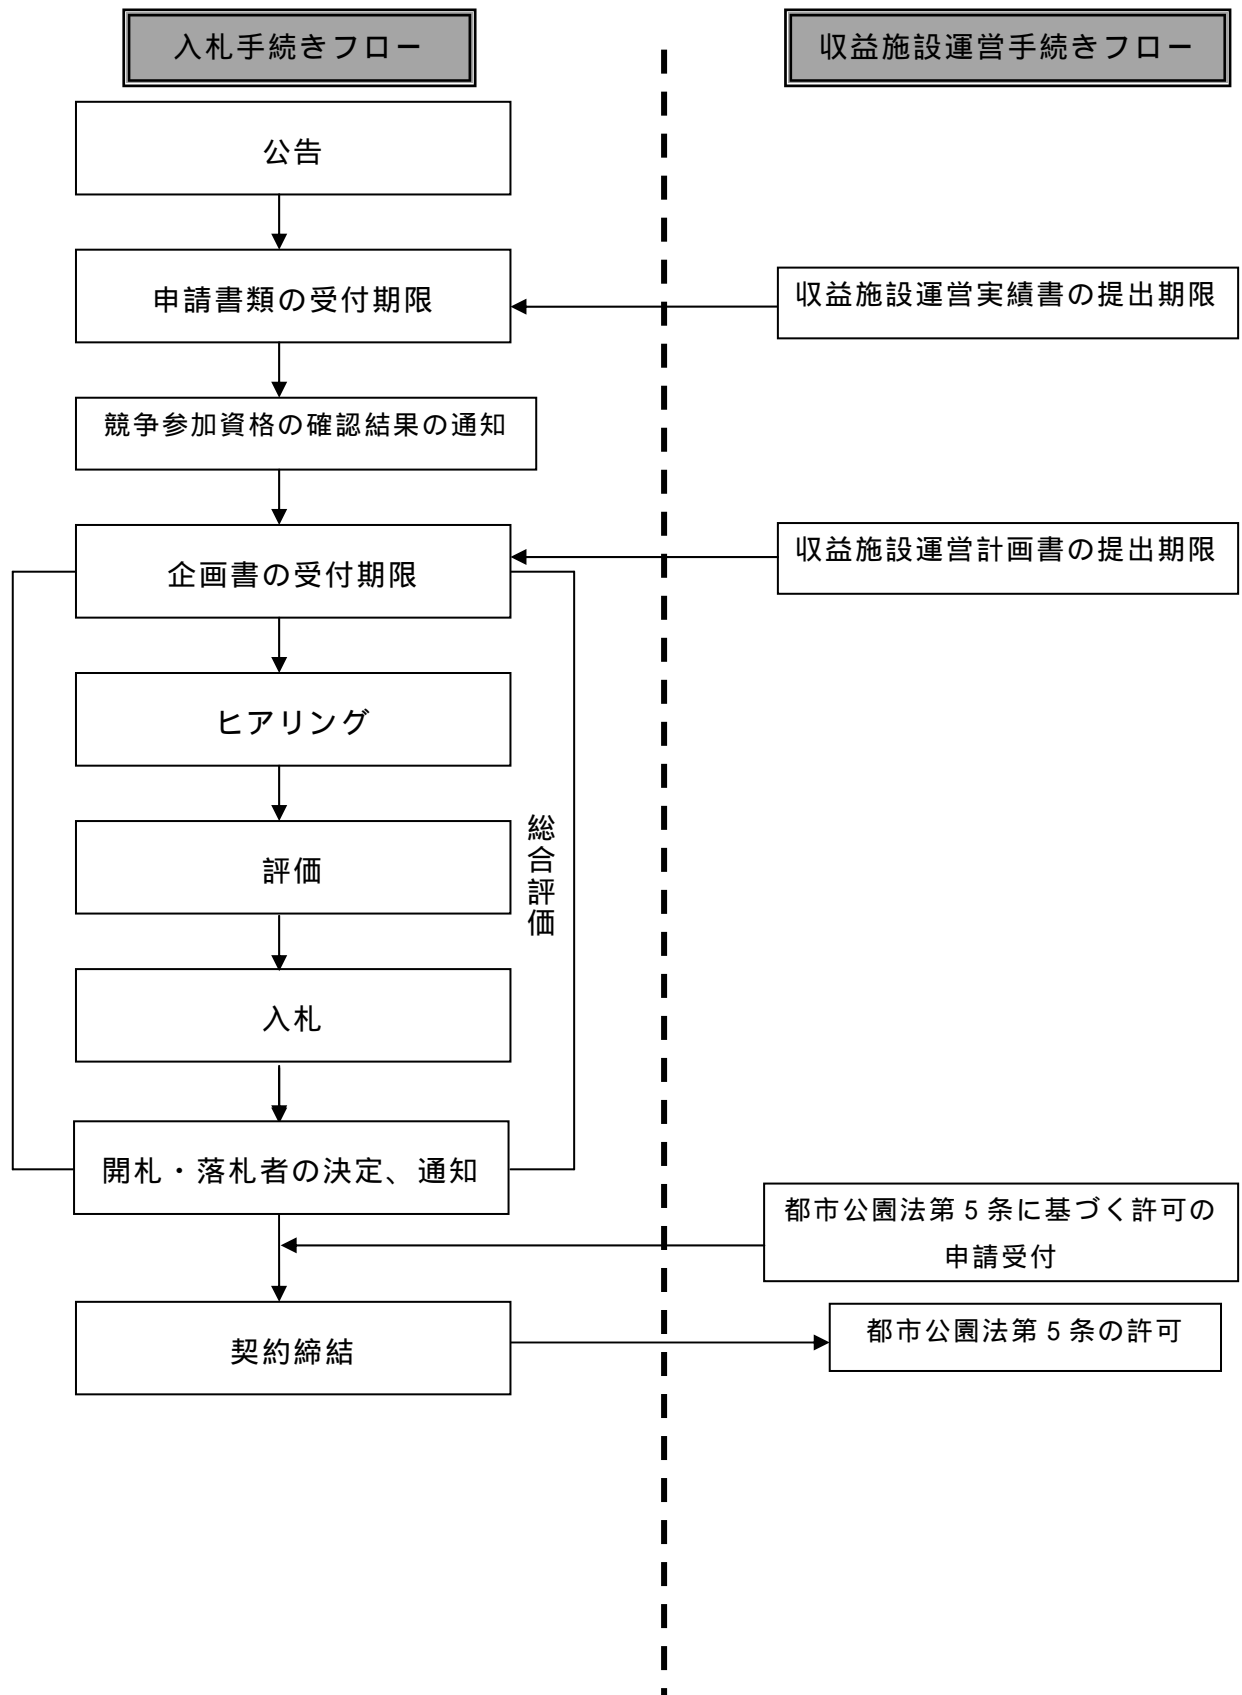 入札手続きフロー
収益施設運営手続きフロー
公告
申請書類の受付期限
収益施設運営実績書の提出期限
競争参加資格の確認結果の通知
企画書の受付期限
収益施設運営計画書の提出期限
ヒアリング
評価
総合評価
入札
開札・落札者の決定、通知
都市公園法第5条に基づく許可の
申請受付
契約締結
都市公園法第5条の許可